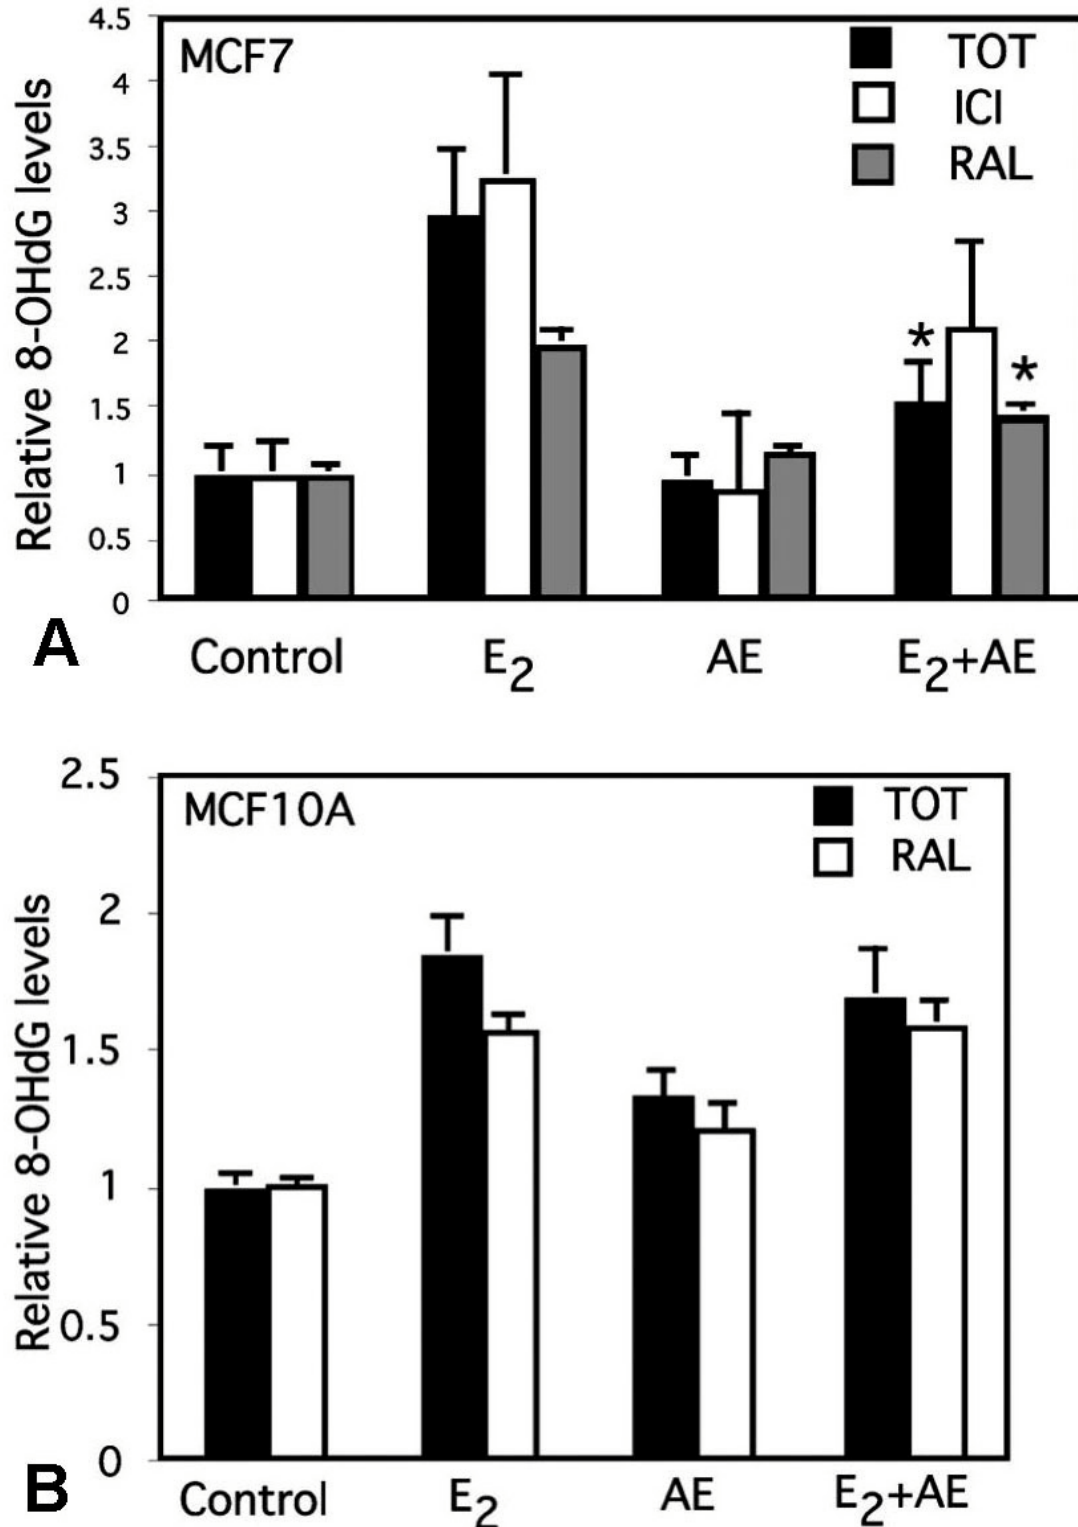 MCF7
TOT
ICI
RAL
Relative 8-OHdG levels
4.5
4
3.5
3
2.5
2
1.5
1
0.5
0
*
*
Control E2 AE E2+AE
A
MCF10A
TOT
RAL
Relative 8-OHdG levels
2.5
2
1.5
1
0.5
0
Control E2 AE E2+AE
B